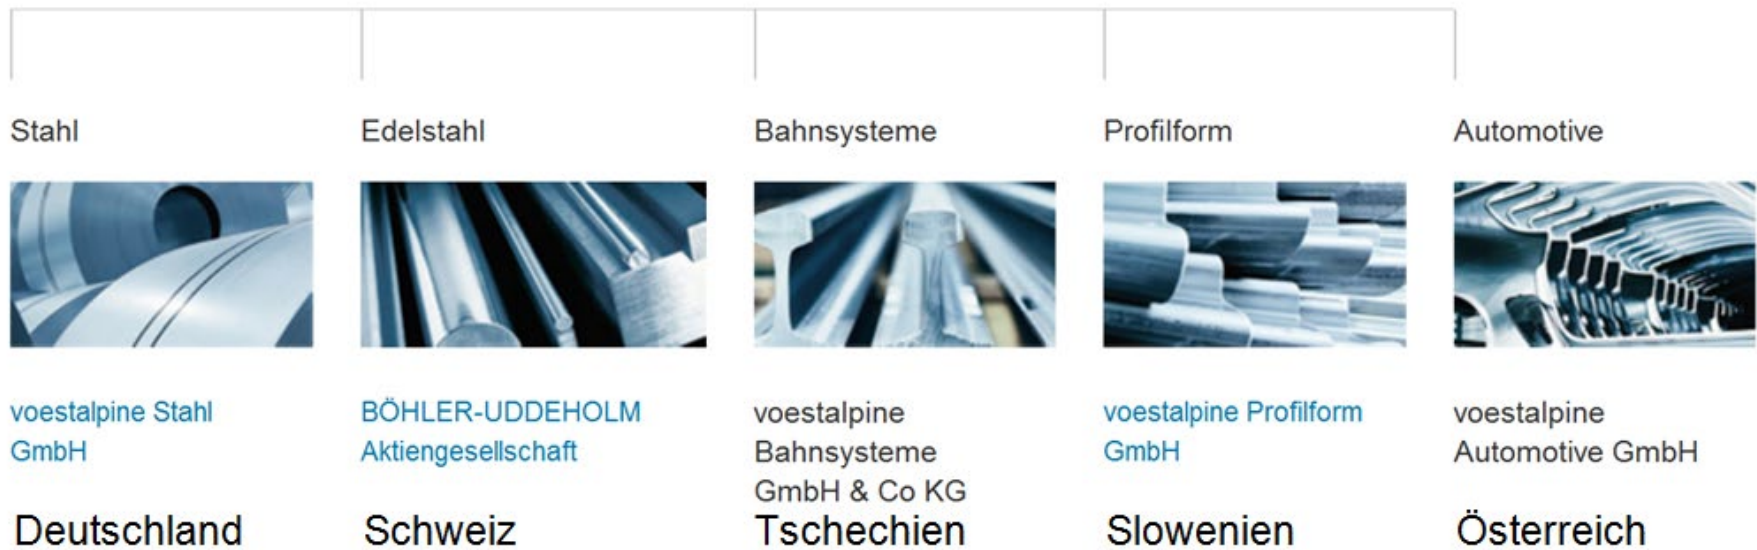 Stahl
Edelstahl
Bahnsysteme
Profilform
Automotive
voestalpine Stahl
GmbH
BÖHLER-UDDEHOLM
Aktiengesellschaft
voestalpine
Bahnsysteme
GmbH & Co KG
voestalpine Profilform
GmbH
voestalpine
Automotive GmbH
Deutschland
Schweiz
Tschechien
Slowenien
Österreich